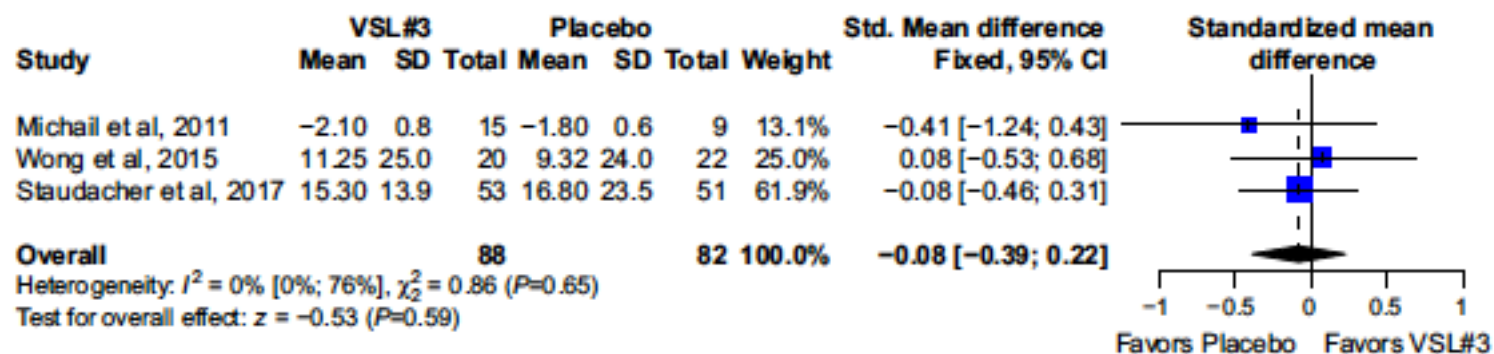 VSL#3 Placebo Std. Mean difference Standardized mean
Study Mean SD Total Mean SD Total Weight Fixed, 95% CI difference
Michail et al, 2011 −2.10 0.8 15 −1.80 0.6 9 13.1% −0.41 [−1.24; 0.43]
Wong et al, 2015 11.25 25.0 20 9.32 24.0 22 25.0% 0.08 [−0.53; 0.68]
Staudacher et al, 2017 15.30 13.9 53 16.80 23.5 51 61.9% −0.08 [−0.46; 0.31]
Overall 88 82 100.0% −0.08 [−0.39; 0.22]
Heterogeneity: I² = 0% [0%; 76%], χ²₂ = 0.86 (P=0.65)
Test for overall effect: z = −0.53 (P=0.59)
−1 −0.5 0 0.5 1
Favors Placebo Favors VSL#3